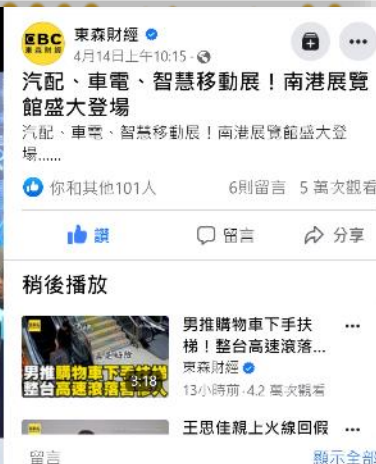 EBC
東森財經
東森財經
4月14日上午10:15
汽配、車電、智慧移動展！南港展覽
館盛大登場
汽配、車電、智慧移動展！南港展覽館盛大登
場......
你和其他101人
6則留言 5 萬次觀看
讚
留言
分享
稍後播放
男推購物車下手扶
整台高速滾落
3:18
男推購物車下手扶
梯！整台高速滾落...
東森財經
13小時前·4.2 萬次觀看
王思佳親上火線回假
留言
顯示全部